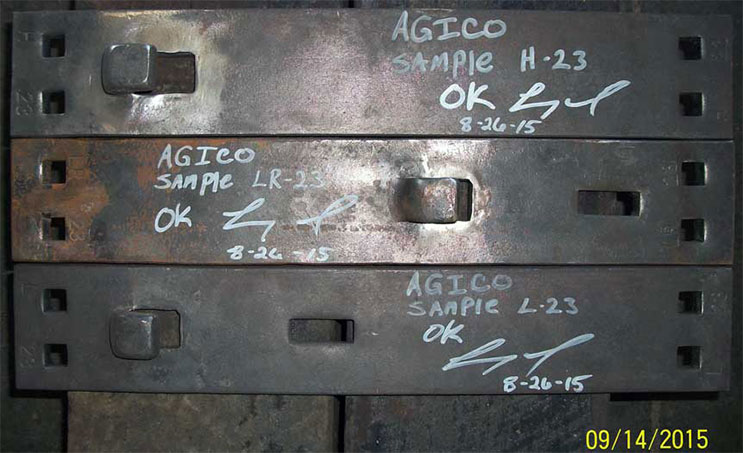 AGICO
SAMPLE H-23
OK
8-26-15
AGICO
SAMPLE LR-23
OK
8-26-15
AGICO
SAMPLE L-23
OK
8-26-15
09/14/2015